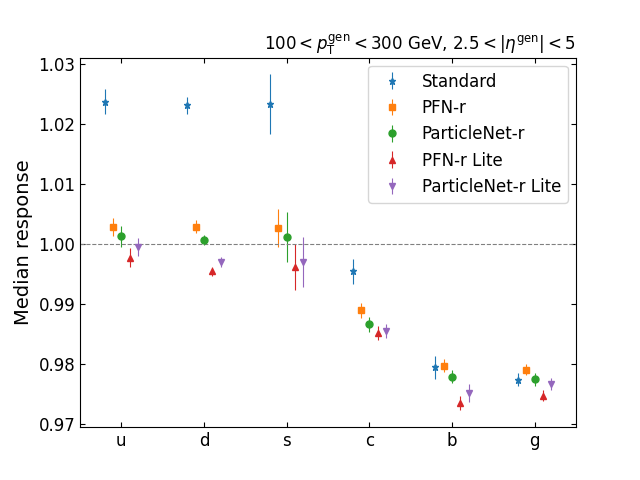 100 < p_T^gen < 300 GeV, 2.5 < |η^gen| < 5
1.03
1.02
1.01
1.00
0.99
0.98
0.97
Median response
Standard
PFN-r
ParticleNet-r
PFN-r Lite
ParticleNet-r Lite
u d s c b g